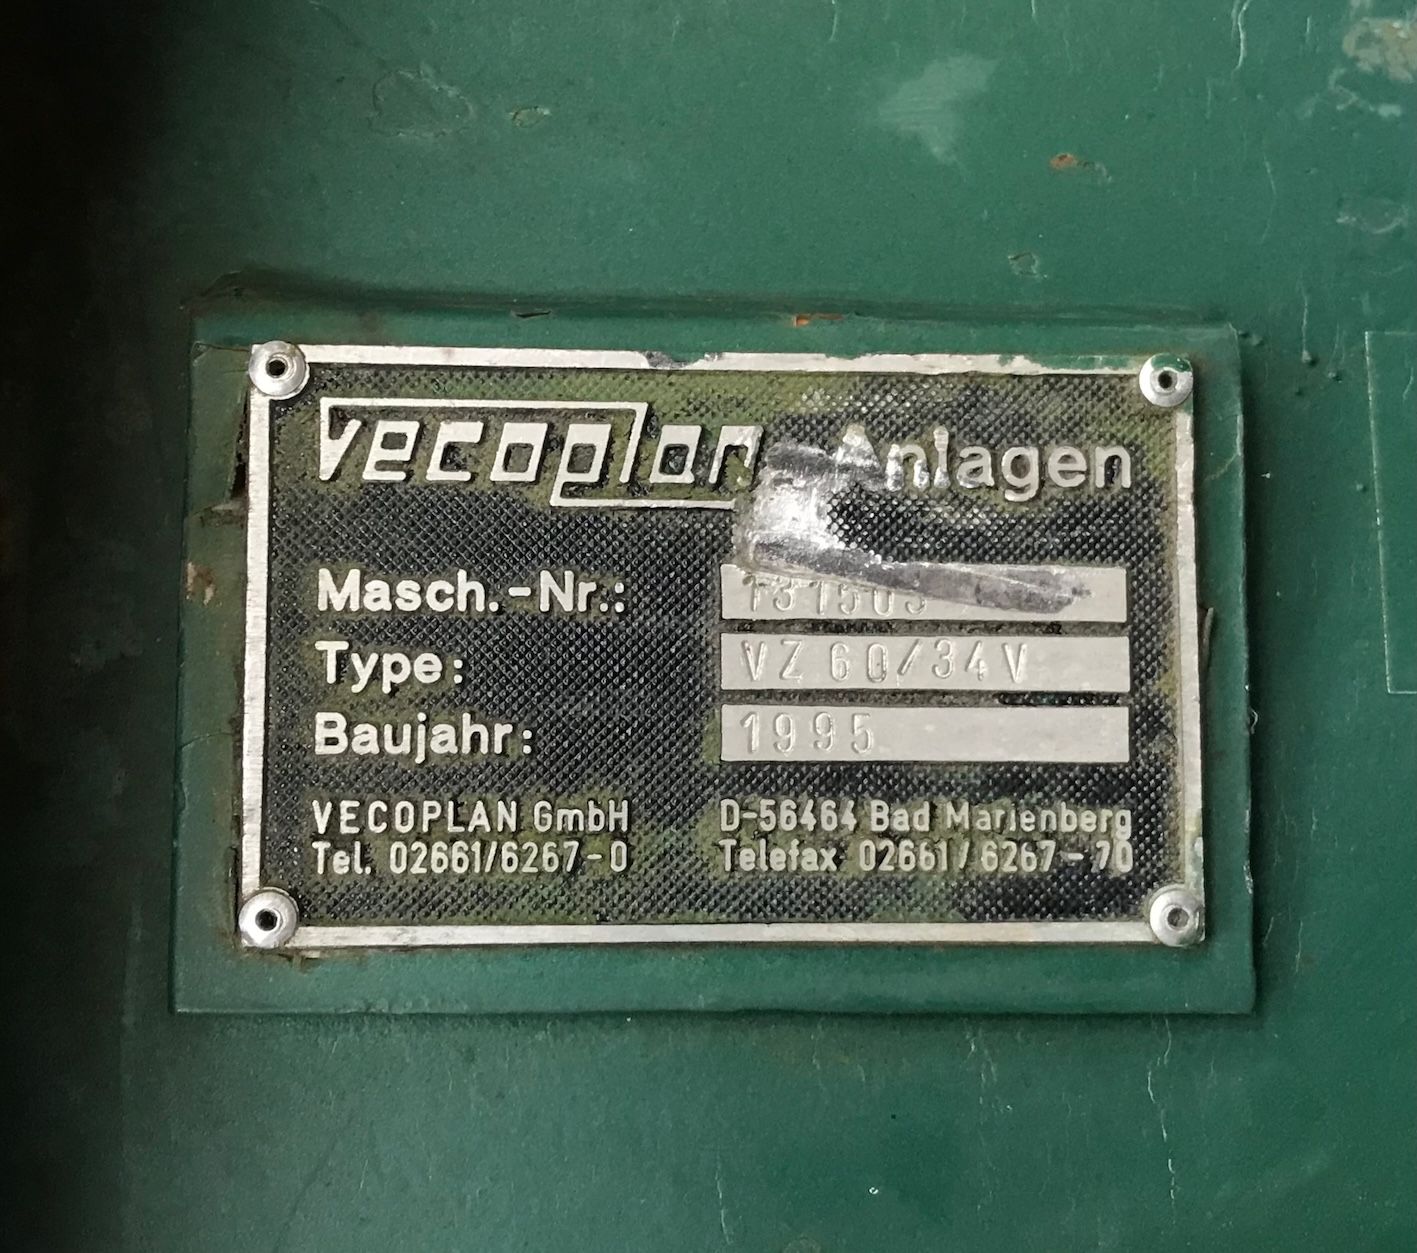 vecoplan - Anlagen
Masch.-Nr.:
Type: VZ 60/34V
Baujahr: 1995
VECOPLAN GmbH D-56464 Bad Marienberg
Tel. 02661/6267-0 Telefax 02661/6267-70